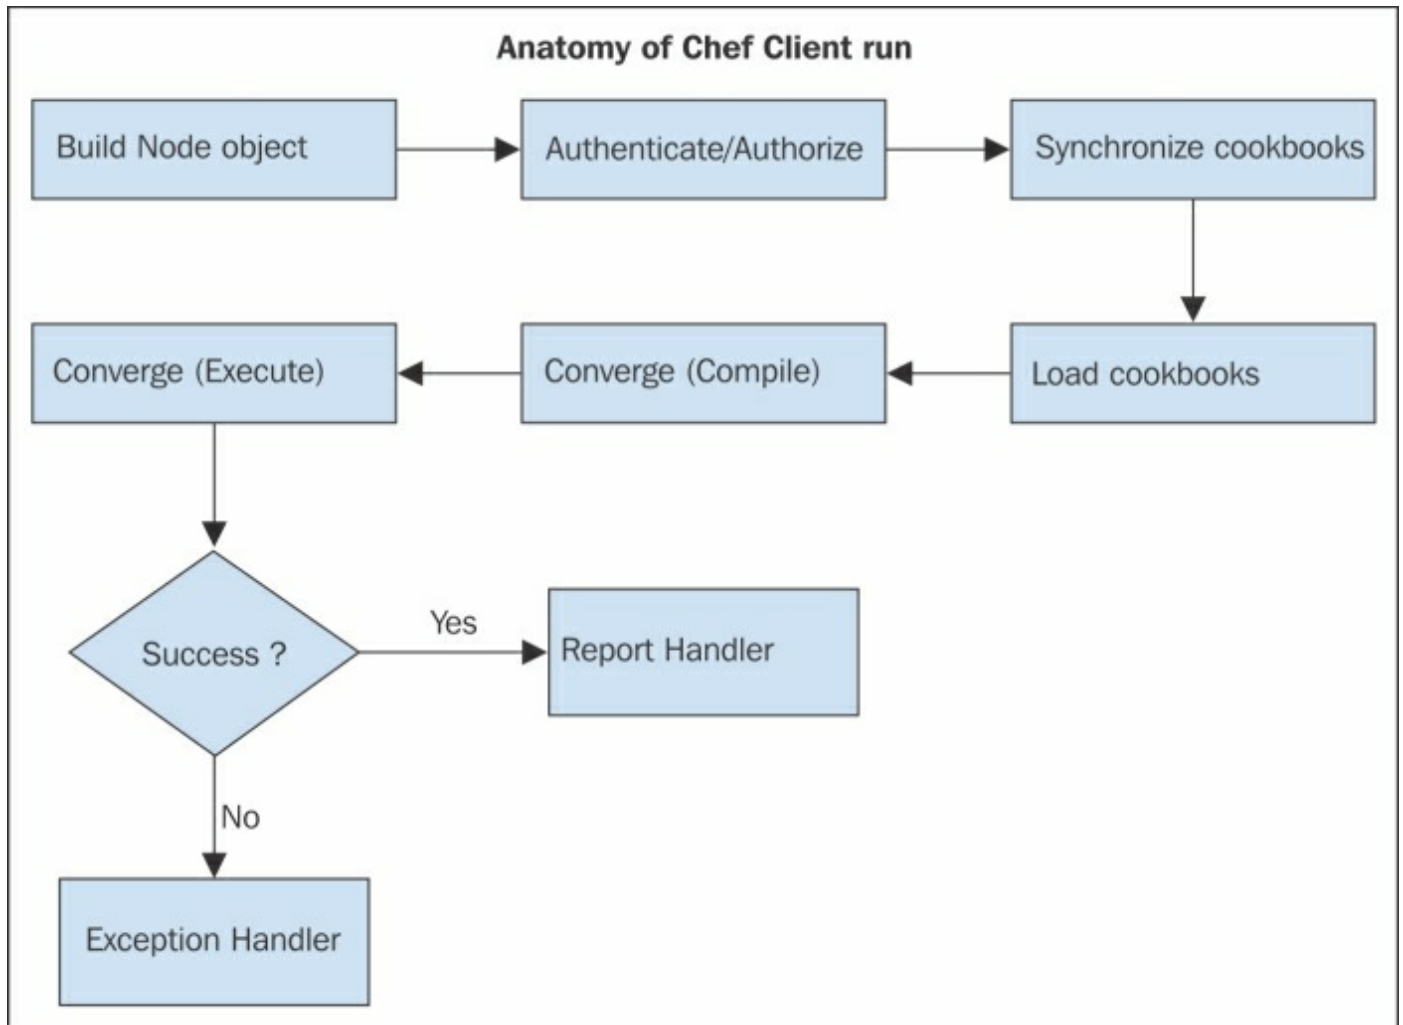 Anatomy of Chef Client run
Build Node object
Authenticate/Authorize
Synchronize cookbooks
Load cookbooks
Converge (Compile)
Converge (Execute)
Success ?
Yes
Report Handler
No
Exception Handler